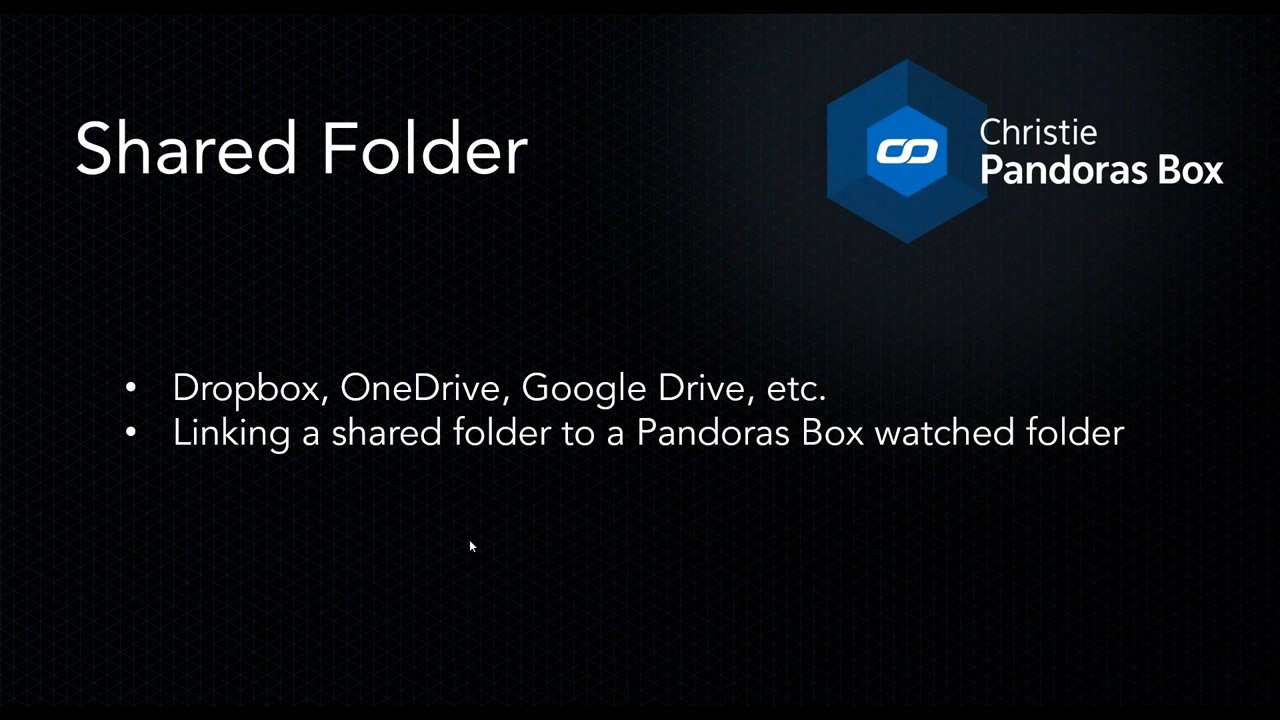 Shared Folder
Christie
Pandoras Box
• Dropbox, OneDrive, Google Drive, etc.
• Linking a shared folder to a Pandoras Box watched folder